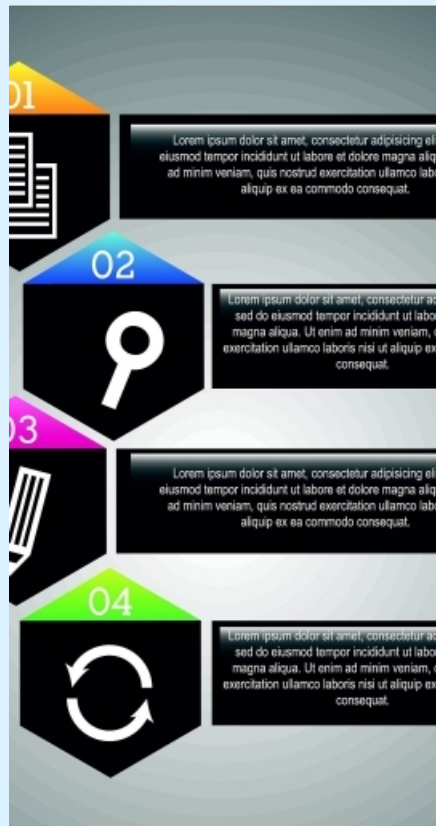 01
Lorem ipsum dolor sit amet, consectetur adipisicing
eiusmod tempor incididunt ut labore et dolore magna
ad minim veniam, quis nostrud exercitation ullamco
aliquip ex ea commodo consequat.
02
Lorem ipsum dolor sit amet, consectetur
sed do eiusmod tempor incididunt ut
magna aliqua. Ut enim ad minim veniam,
exercitation ullamco laboris nisi ut aliquip ex
consequat.
03
Lorem ipsum dolor sit amet, consectetur adipisicing
eiusmod tempor incididunt ut labore et dolore magna
ad minim veniam, quis nostrud exercitation ullamco
aliquip ex ea commodo consequat.
04
Lorem ipsum dolor sit amet, consectetur
sed do eiusmod tempor incididunt ut
magna aliqua. Ut enim ad minim veniam,
exercitation ullamco laboris nisi ut aliquip ex
consequat.